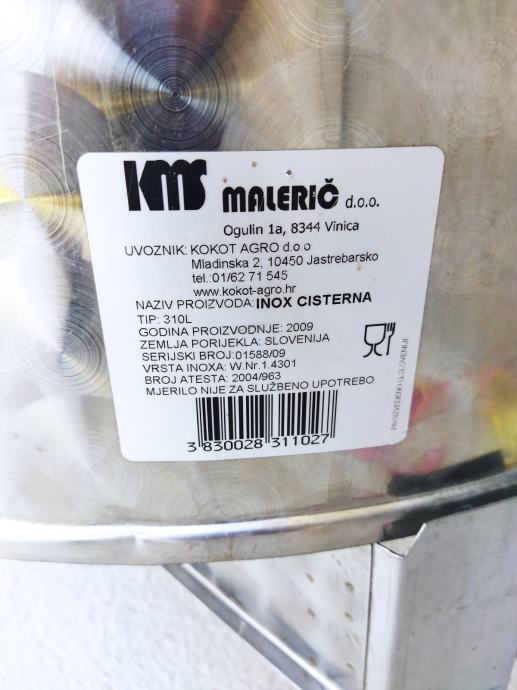 KMS MALERIČ d.o.o.
Ogulin 1a, 8344 Vinica
UVOZNIK: KOKOT AGRO d.o.o
Mladinska 2, 10450 Jastrebarsko
tel.:01/62 71 545
www.kokot-agro.hr
NAZIV PROIZVODA: INOX CISTERNA
TIP: 310L
GODINA PROIZVODNJE: 2009
ZEMLJA PORIJEKLA: SLOVENIJA
SERIJSKI BROJ:01588/09
VRSTA INOXA: W.Nr.1.4301
BROJ ATESTA: 2004/963
MJERILO NIJE ZA SLUŽBENO UPOTREBO
3 830028 311027
PROIZVEDENO U SLOVENIJI